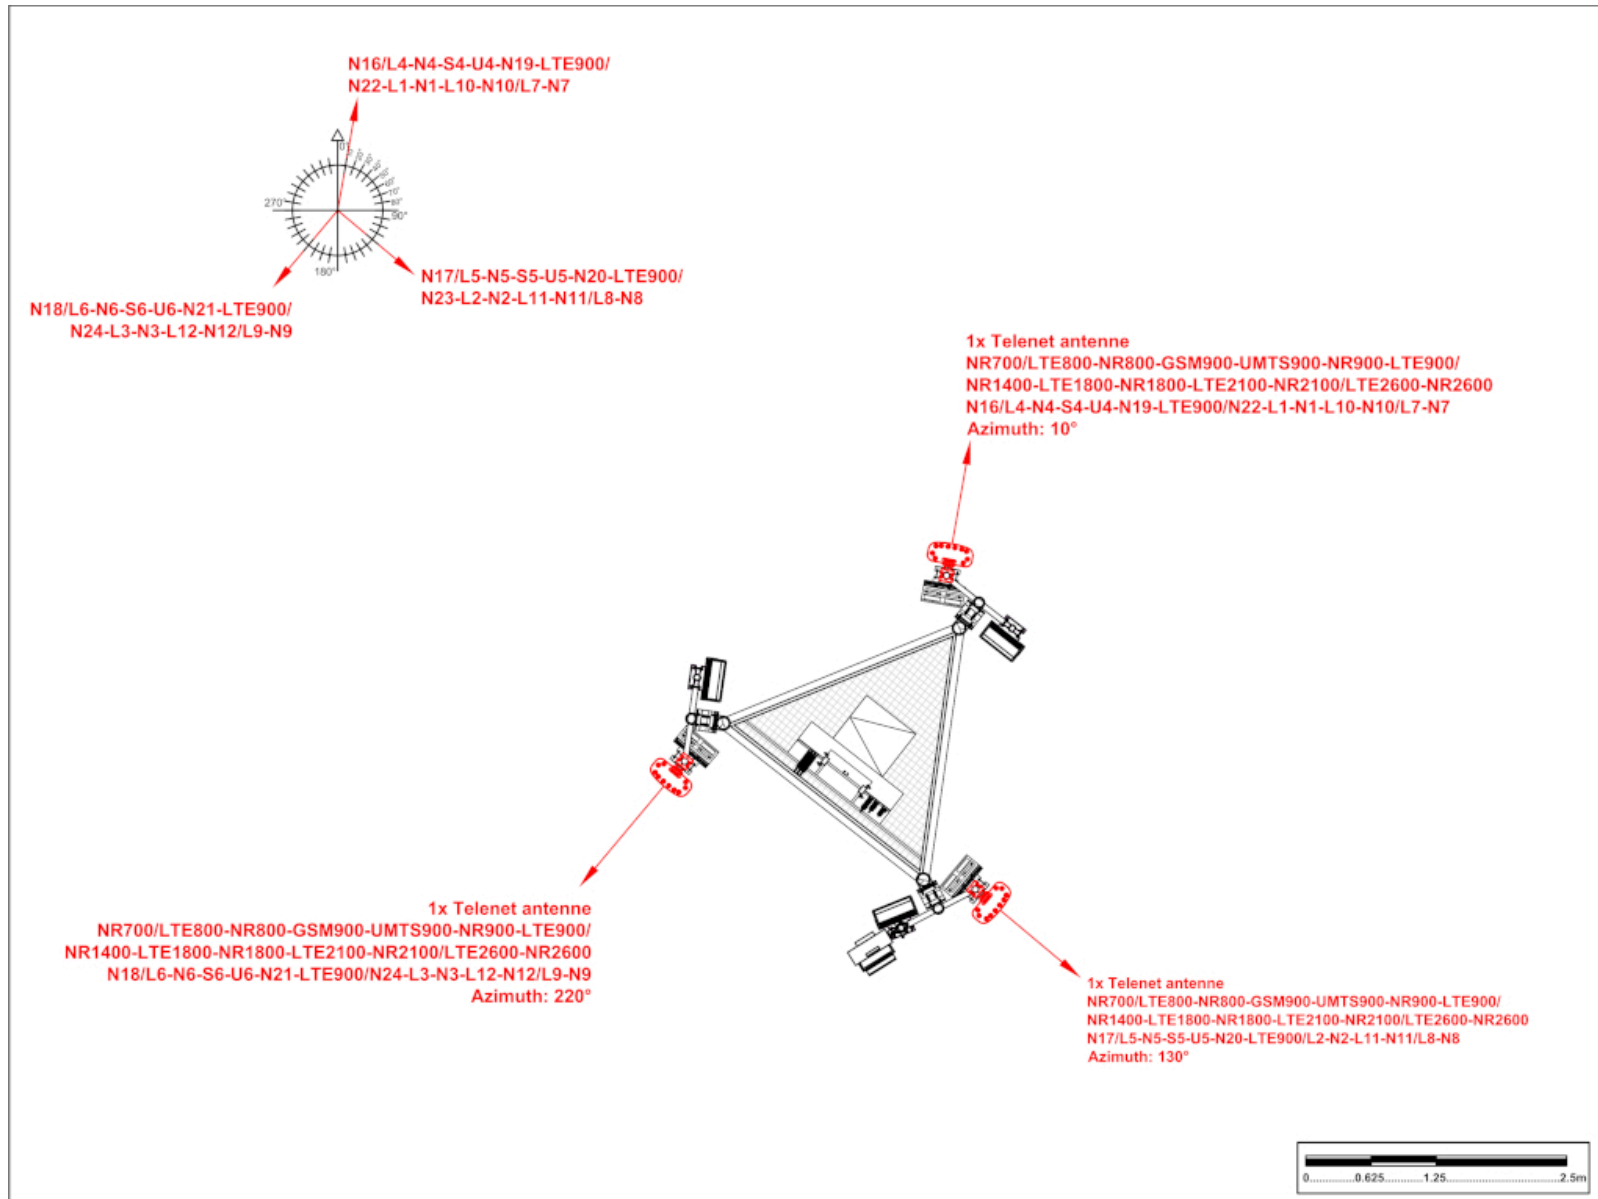 N16/L4-N4-S4-U4-N19-LTE900/
N22-L1-N1-L10-N10/L7-N7
0°
270°
80°
90°
180°
N17/L5-N5-S5-U5-N20-LTE900/
N23-L2-N2-L11-N11/L8-N8
N18/L6-N6-S6-U6-N21-LTE900/
N24-L3-N3-L12-N12/L9-N9
1x Telenet antenne
NR700/LTE800-NR800-GSM900-UMTS900-NR900-LTE900/
NR1400-LTE1800-NR1800-LTE2100-NR2100/LTE2600-NR2600
N16/L4-N4-S4-U4-N19-LTE900/N22-L1-N1-L10-N10/L7-N7
Azimuth: 10°
1x Telenet antenne
NR700/LTE800-NR800-GSM900-UMTS900-NR900-LTE900/
NR1400-LTE1800-NR1800-LTE2100-NR2100/LTE2600-NR2600
N18/L6-N6-S6-U6-N21-LTE900/N24-L3-N3-L12-N12/L9-N9
Azimuth: 220°
1x Telenet antenne
NR700/LTE800-NR800-GSM900-UMTS900-NR900-LTE900/
NR1400-LTE1800-NR1800-LTE2100-NR2100/LTE2600-NR2600
N17/L5-N5-S5-U5-N20-LTE900/L2-N2-L11-N11/L8-N8
Azimuth: 130°
0..........0.625..........1.25....................2.5m